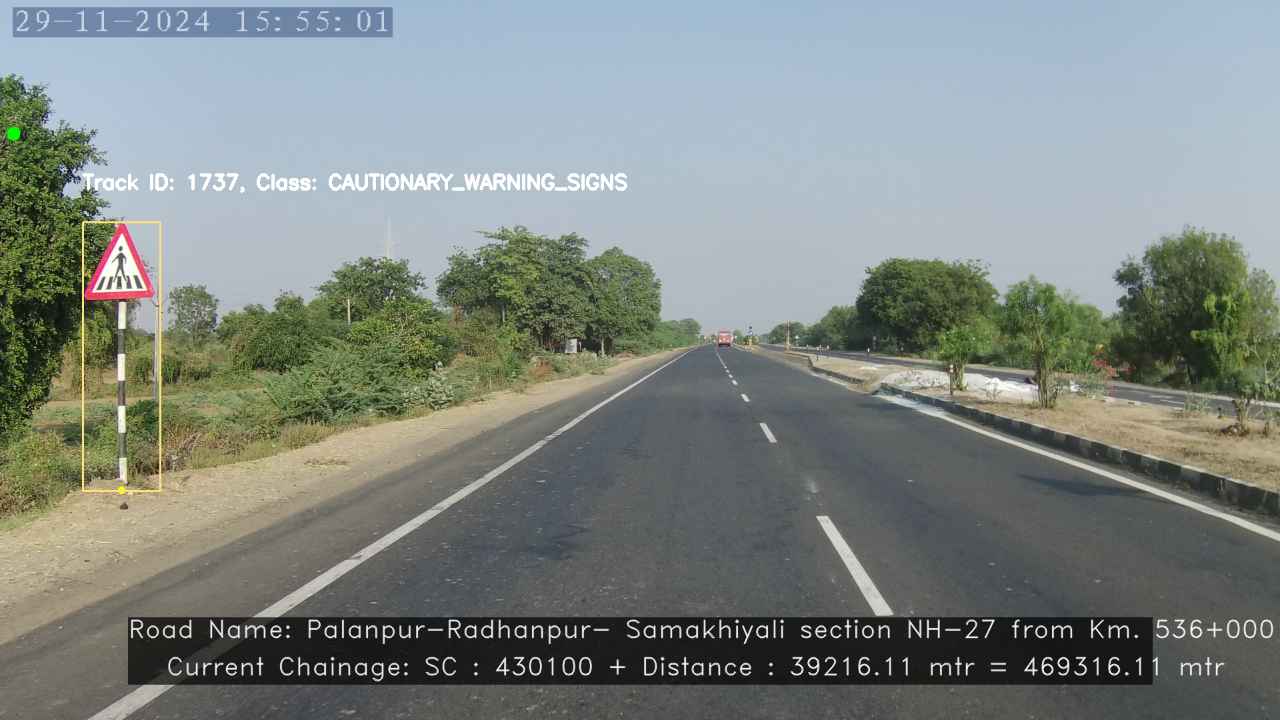 29-11-2024 15:55:01
Track ID: 1737, Class: CAUTIONARY_WARNING_SIGNS
Road Name: Palanpur-Radhanpur- Samakhiyali section NH-27 from Km. 536+000
Current Chainage: SC : 430100 + Distance : 39216.11 mtr = 469316.11 mtr